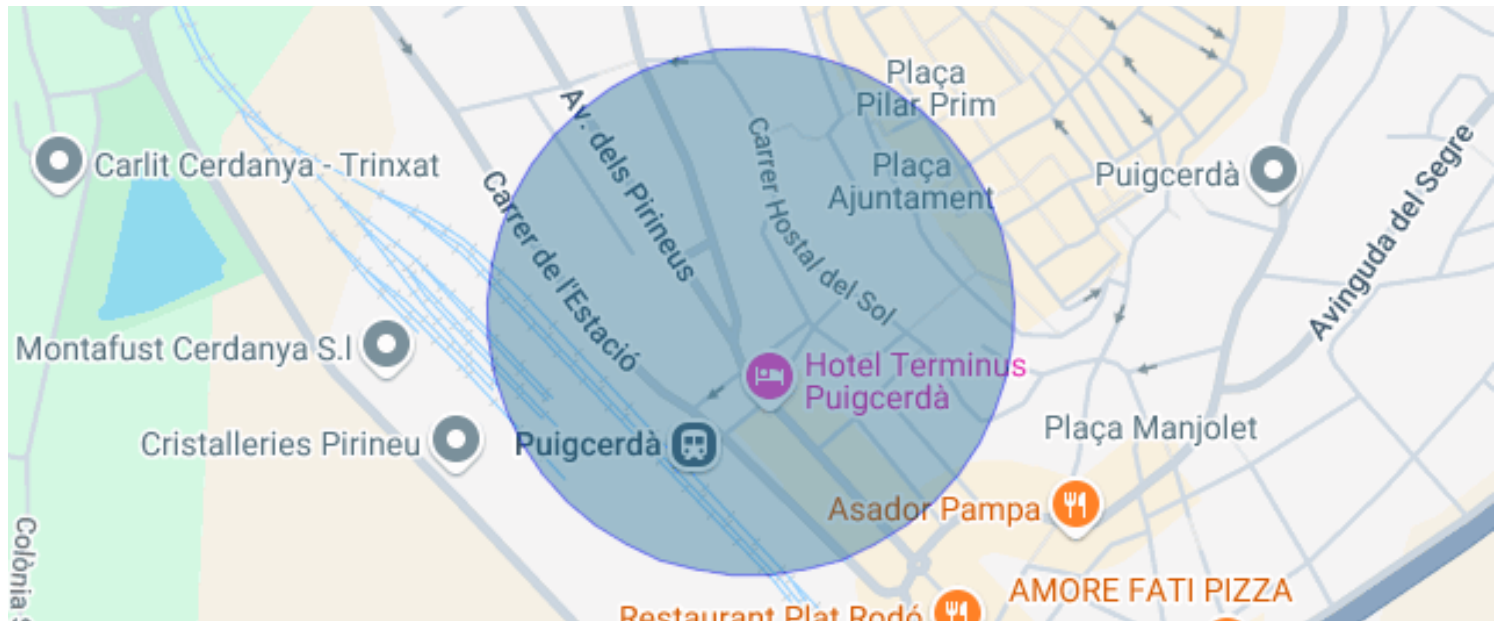 Plaça
Pilar Prim
Av. dels Pirineus
Carrer Hostal del Sol
Carlit Cerdanya - Trinxat
Plaça
Ajuntament
Puigcerdà
Avinguda del Segre
Carrer de l'Estació
Montafust Cerdanya S.l
Hotel Terminus
Puigcerdà
Cristalleries Pirineu
Puigcerdà
Plaça Manjolet
Asador Pampa
Colònia S
AMORE FATI PIZZA
Restaurant Plat Rodó